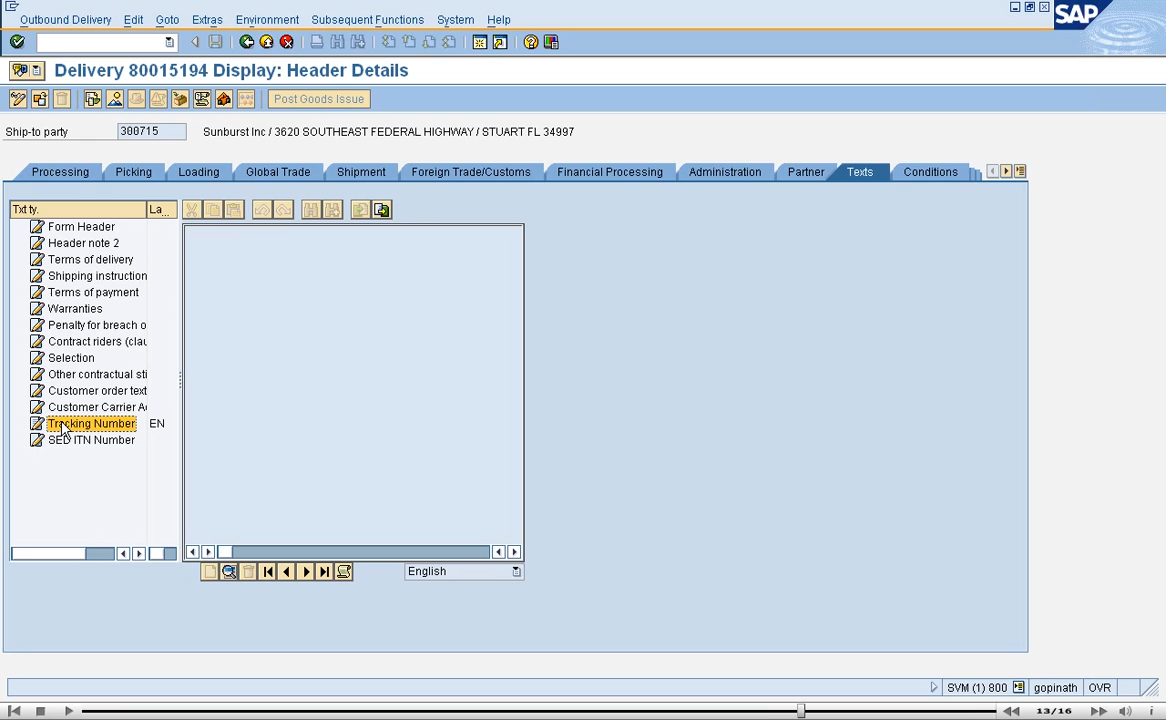 Outbound Delivery Edit Goto Extras Environment Subsequent Functions System Help
SAP
Delivery 80015194 Display: Header Details
Post Goods Issue
Ship-to party 300715 Sunburst Inc / 3620 SOUTHEAST FEDERAL HIGHWAY / STUART FL 34997
Processing Picking Loading Global Trade Shipment Foreign Trade/Customs Financial Processing Administration Partner Texts Conditions
Txt ty. La...
Form Header
Header note 2
Terms of delivery
Shipping instruction
Terms of payment
Warranties
Penalty for breach o
Contract riders (clau
Selection
Other contractual sti
Customer order text
Customer Carrier Ac
Tracking Number EN
SED ITN Number
English
SVM (1) 800 gopinath OVR
13/16